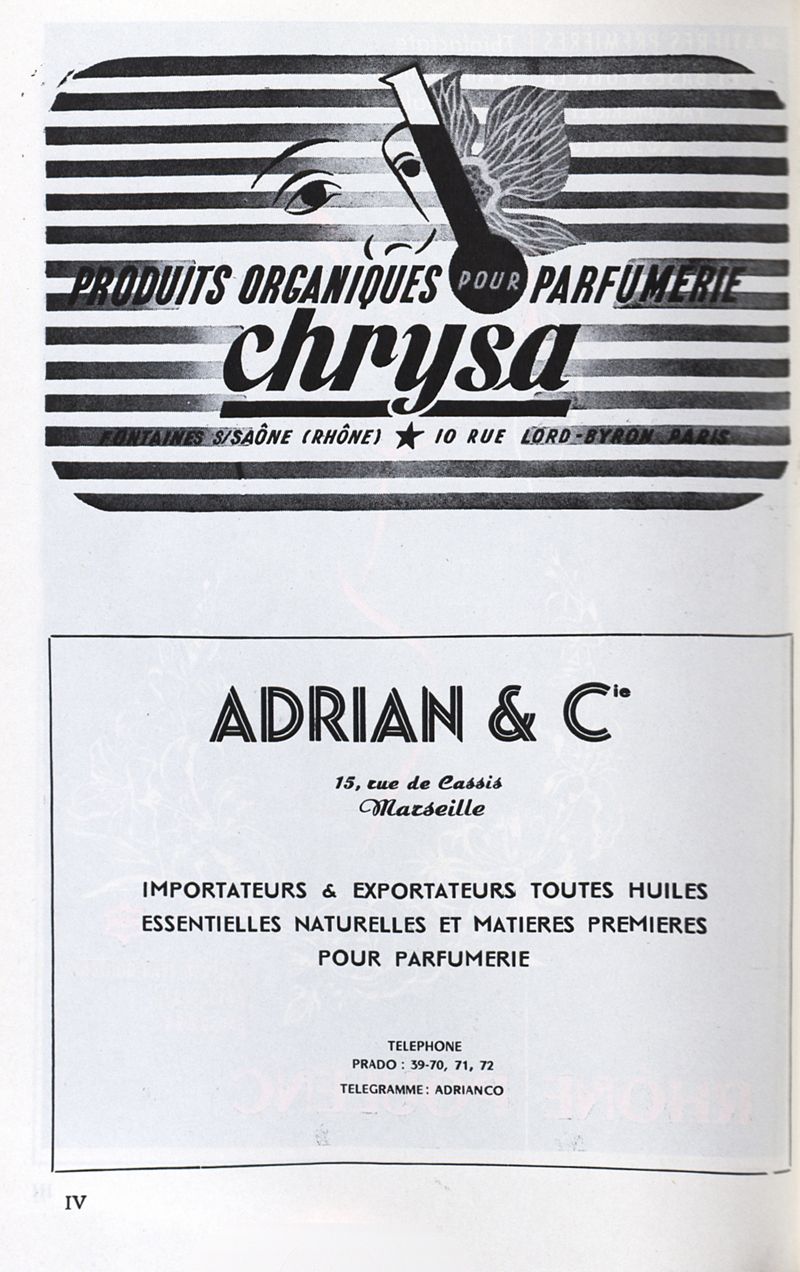 PRODUITS ORGANIQUES POUR PARFUMERIE
chrysa
FONTAINES S/SAÔNE (RHÔNE) ★ 10 RUE LORD-BYRON PARIS
ADRIAN & Cie
15, rue de Cassis
Marseille
IMPORTATEURS & EXPORTATEURS TOUTES HUILES
ESSENTIELLES NATURELLES ET MATIERES PREMIERES
POUR PARFUMERIE
TELEPHONE
PRADO : 39-70, 71, 72
TELEGRAMME : ADRIANCO
IV